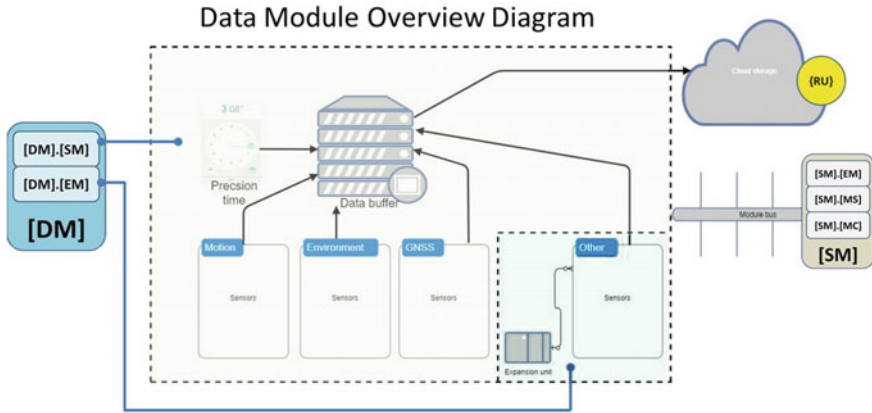 Data Module Overview Diagram
Cloud storage
{RU}
3:08"
[DM].[SM]
[DM].[EM]
[DM]
Precsion
time
Data buffer
[SM].[EM]
[SM].[MS]
[SM].[MC]
[SM]
Module bus
Motion
Environment
GNSS
Other
Sensors
Sensors
Sensors
Sensors
Expansion unit